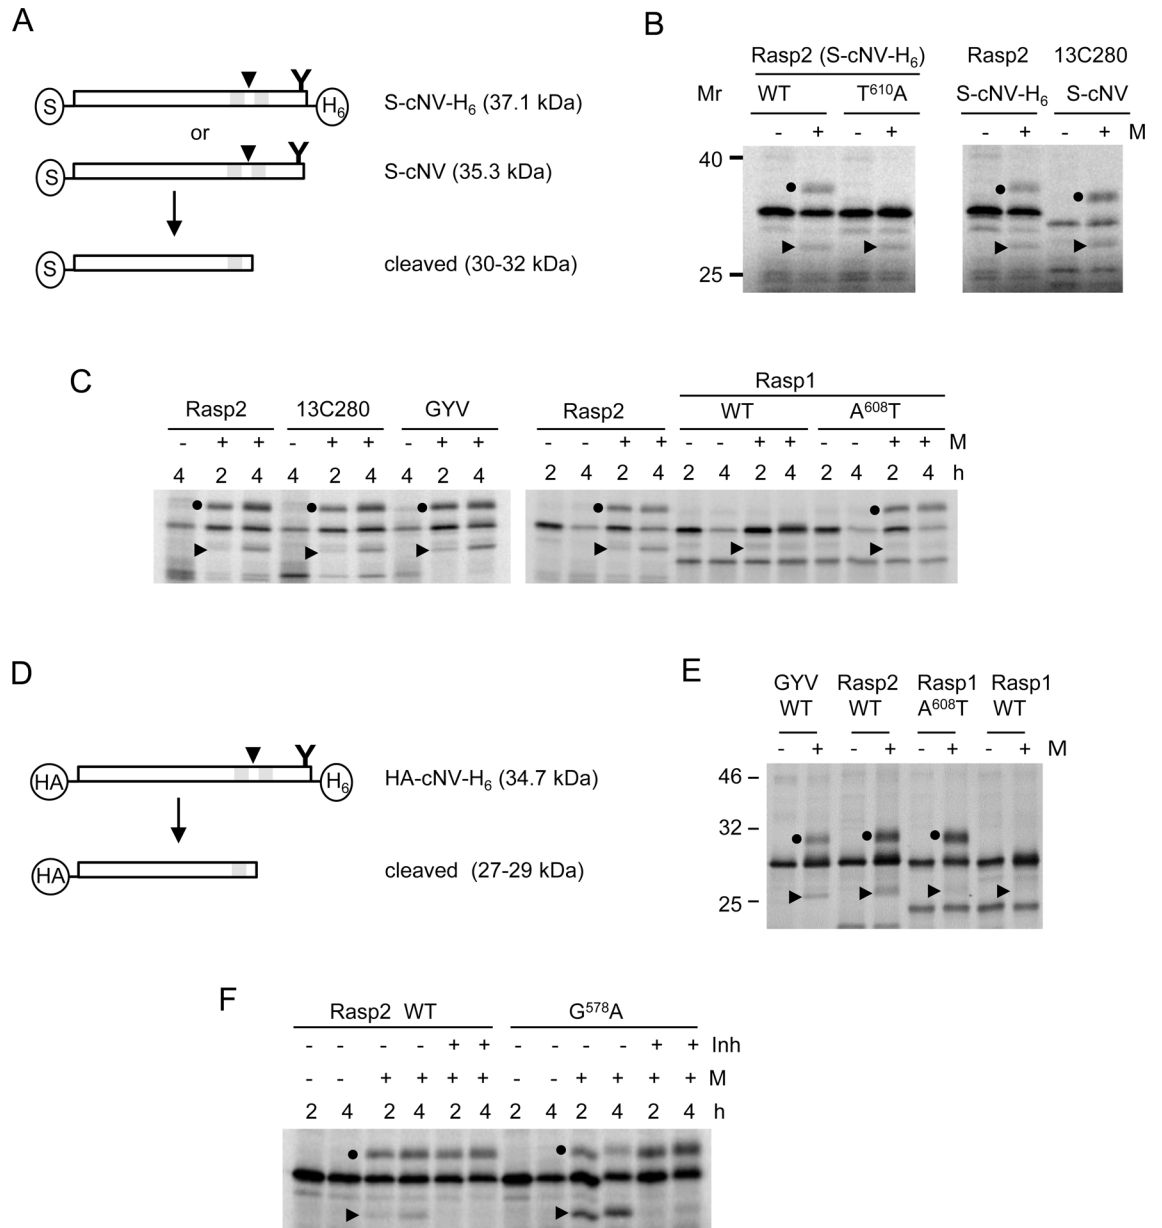 A
S
H₆
S-cNV-H₆ (37.1 kDa)
or
S
S-cNV (35.3 kDa)
S
cleaved (30-32 kDa)
B
Rasp2 (S-cNV-H₆)
Rasp2 13C280
Mr WT T⁶¹⁰A S-cNV-H₆ S-cNV
- + - + - + - + M
40
25
C
Rasp1
Rasp2 13C280 GYV Rasp2 WT A⁶⁰⁸T
- + + - + + - + + - - + + - - + + - - + + M
4 2 4 4 2 4 4 2 4 2 4 2 4 2 4 2 4 2 4 2 4 h
D
HA
H₆
HA-cNV-H₆ (34.7 kDa)
HA
cleaved (27-29 kDa)
E
GYV Rasp2 Rasp1 Rasp1
WT WT A⁶⁰⁸T WT
- + - + - + - + M
46
32
25
F
Rasp2 WT G⁵⁷⁸A
- - - - + + - - - - + + Inh
- - + + + + - - + + + + M
2 4 2 4 2 4 2 4 2 4 2 4 h